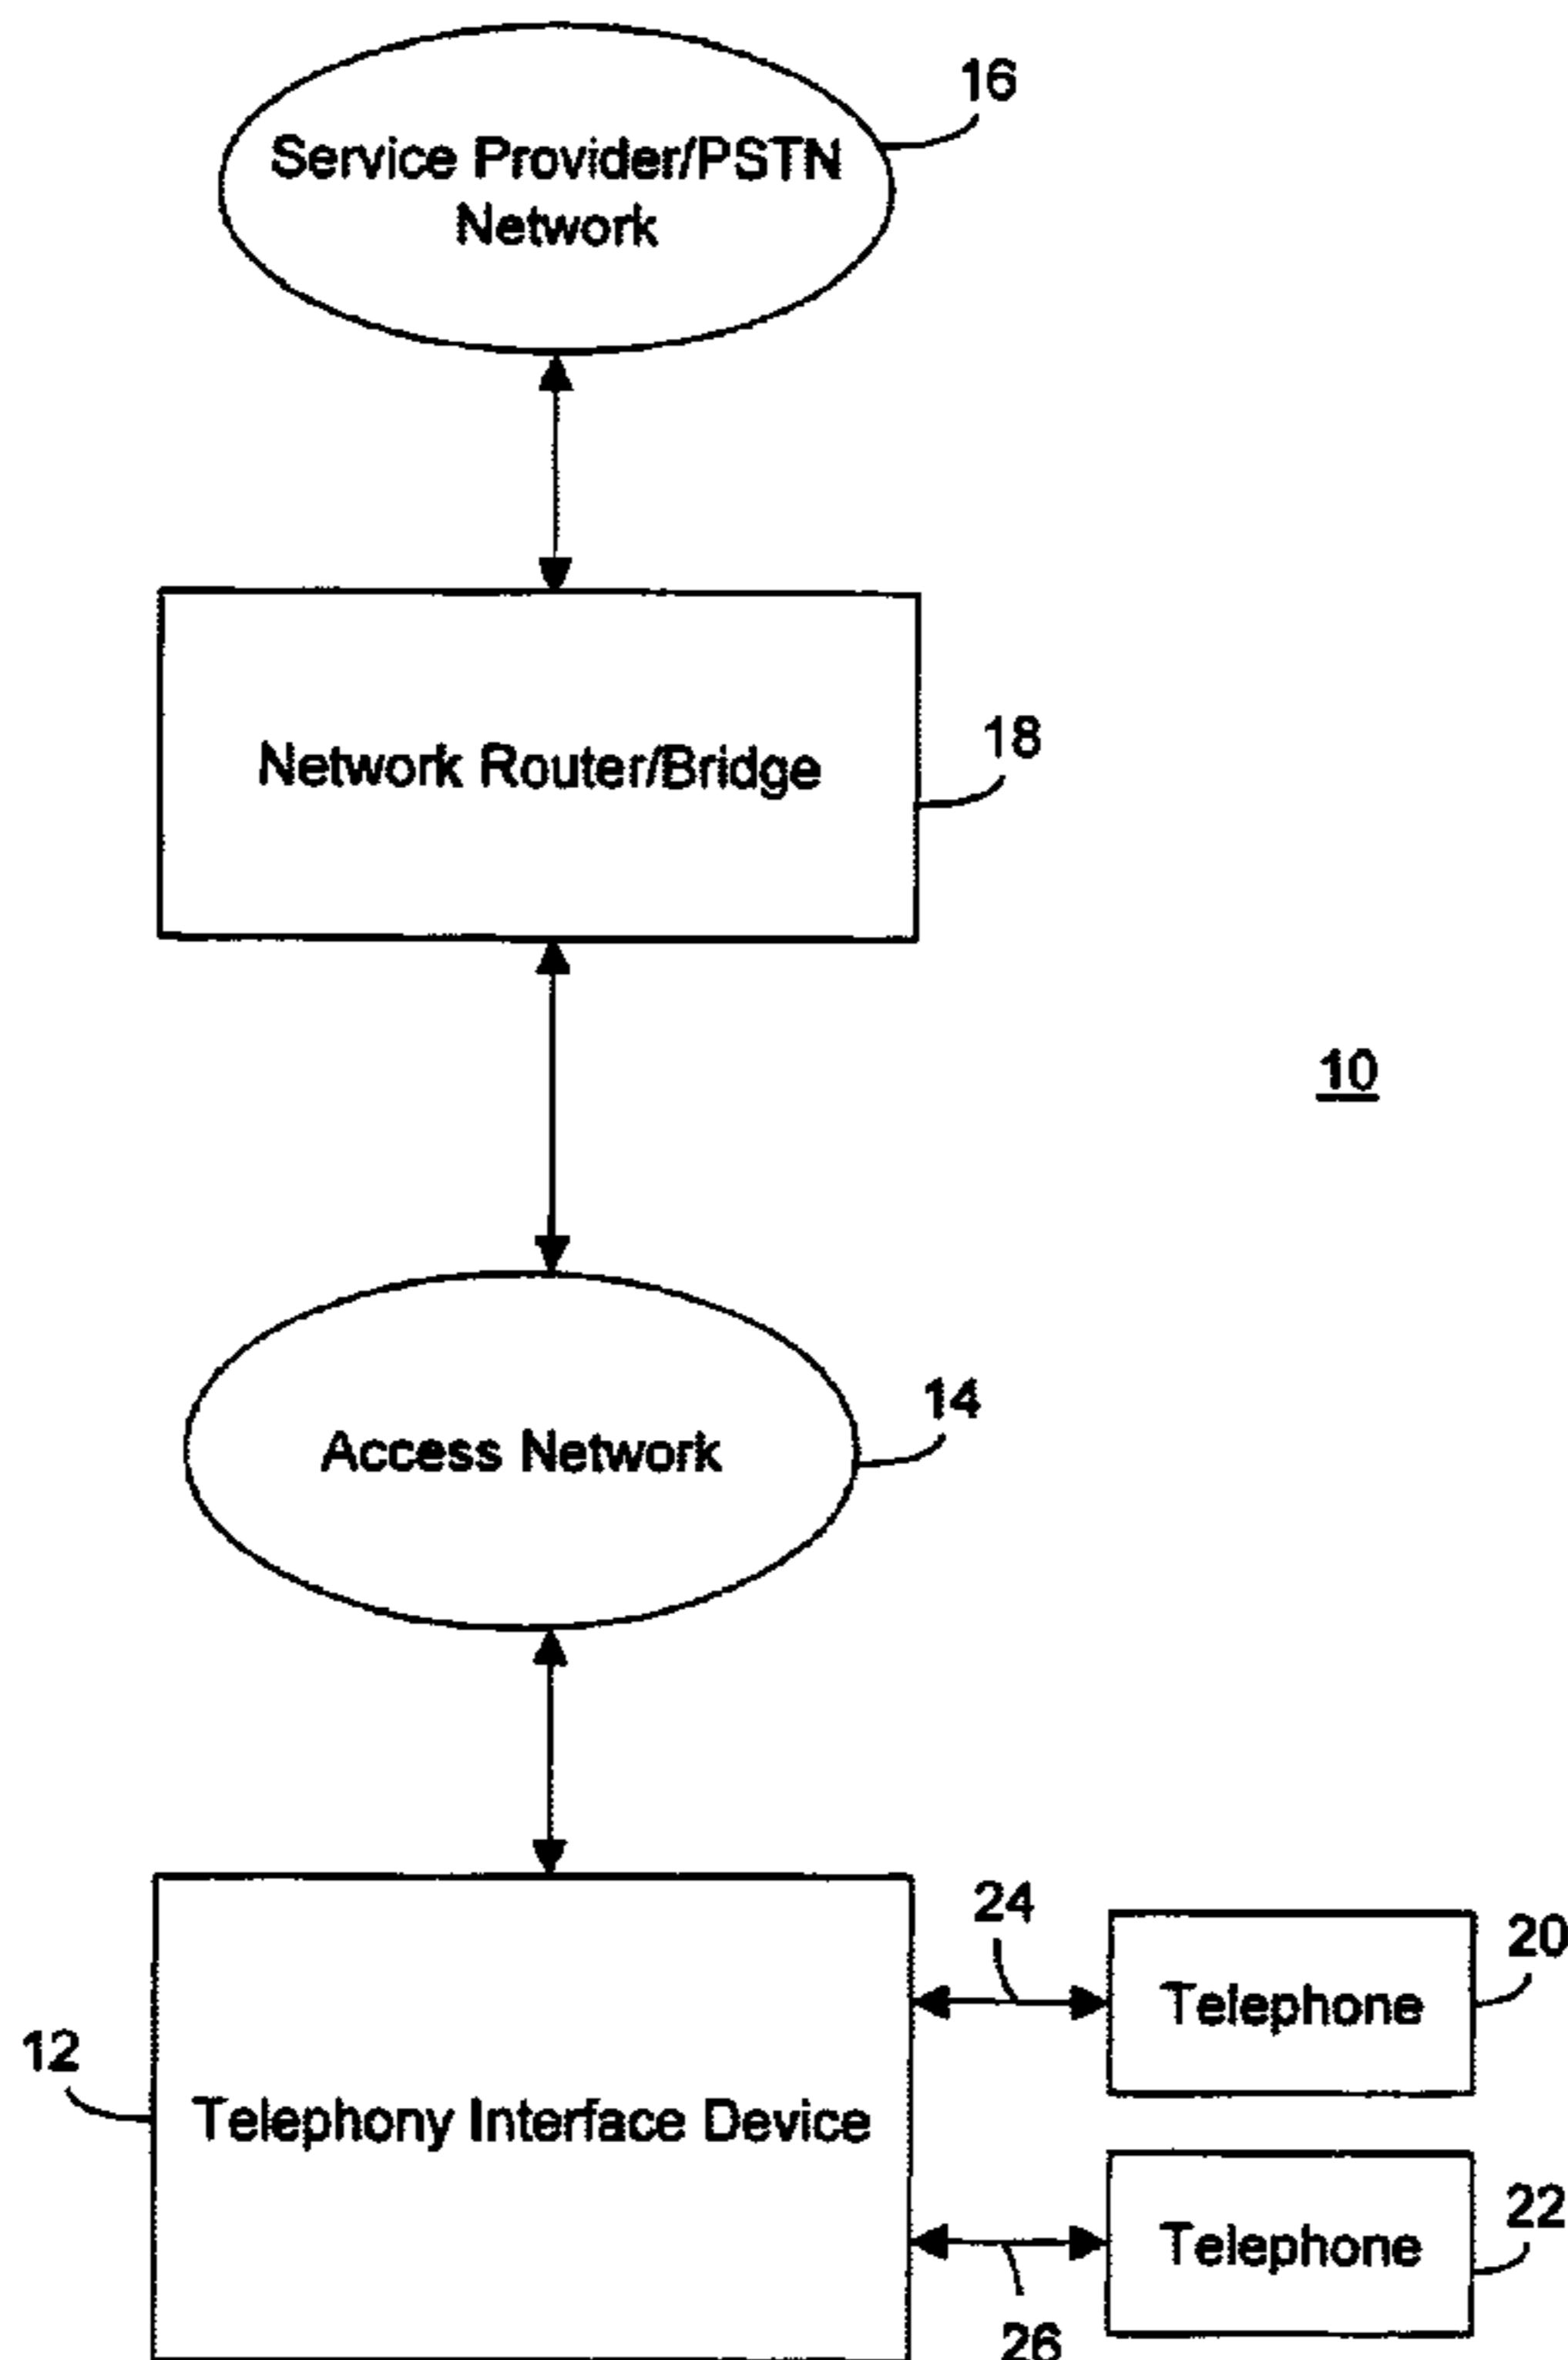 16
Service Provider/PSTN
Network
18
Network Router/Bridge
10
14
Access Network
24
20
Telephone
12
Telephony Interface Device
22
Telephone
26